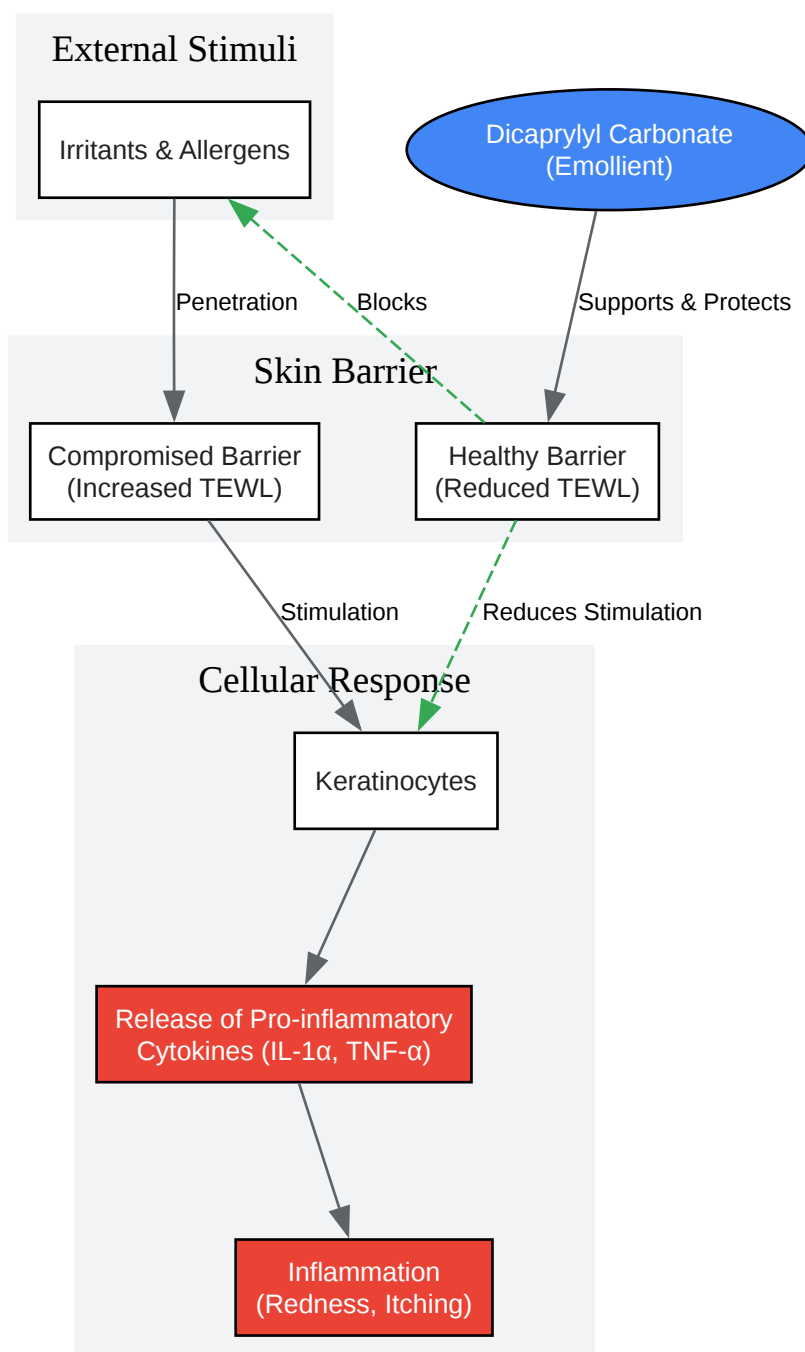 External Stimuli
Irritants & Allergens
Dicaprylyl Carbonate
(Emollient)
Penetration
Blocks
Supports & Protects
Skin Barrier
Compromised Barrier
(Increased TEWL)
Healthy Barrier
(Reduced TEWL)
Stimulation
Reduces Stimulation
Cellular Response
Keratinocytes
Release of Pro-inflammatory
Cytokines (IL-1α, TNF-α)
Inflammation
(Redness, Itching)